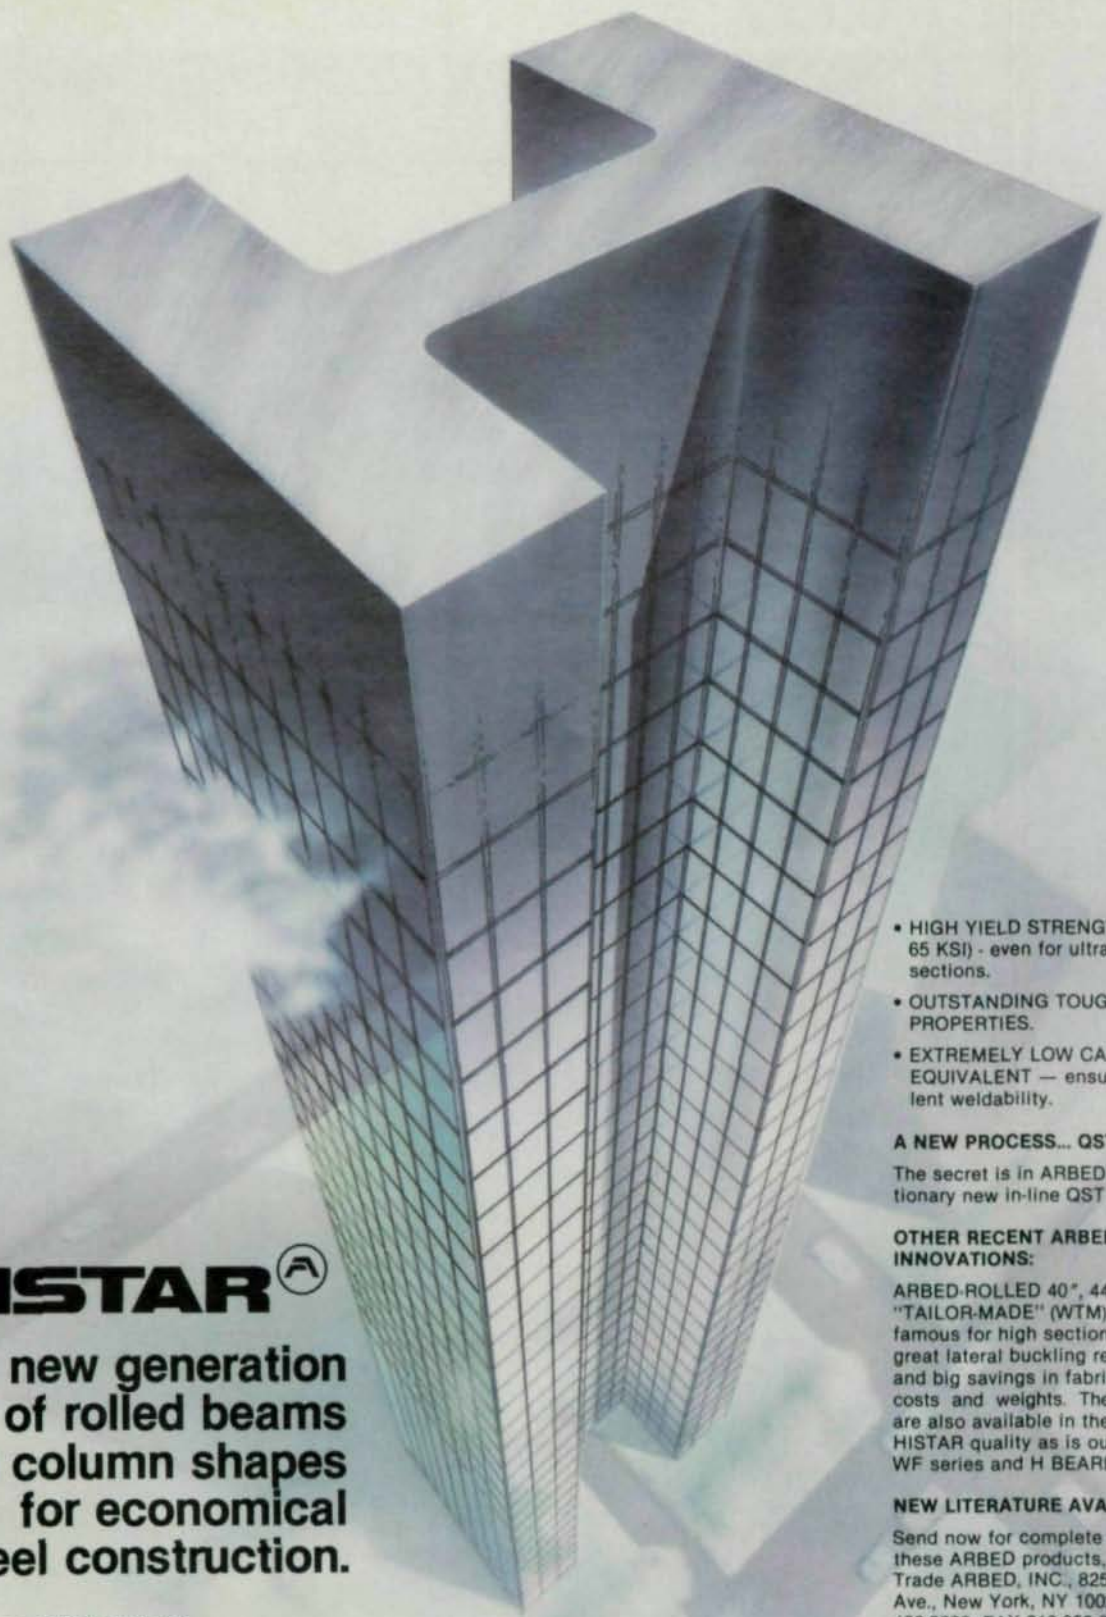 ISTAR
new generation
of rolled beams
column shapes
for economical
eel construction.
• HIGH YIELD STRENG
65 KSI) - even for ultra
sections.
• OUTSTANDING TOUG
PROPERTIES.
• EXTREMELY LOW CA
EQUIVALENT — ensu
lent weldability.
A NEW PROCESS... QS
The secret is in ARBED
tionary new in-line QST
OTHER RECENT ARBE
INNOVATIONS:
ARBED-ROLLED 40", 44
"TAILOR-MADE" (WTM)
famous for high section
great lateral buckling re
and big savings in fabri
costs and weights. The
are also available in the
HISTAR quality as is ou
WF series and H BEARI
NEW LITERATURE AVA
Send now for complete
these ARBED products,
Trade ARBED, INC., 825
Ave., New York, NY 100